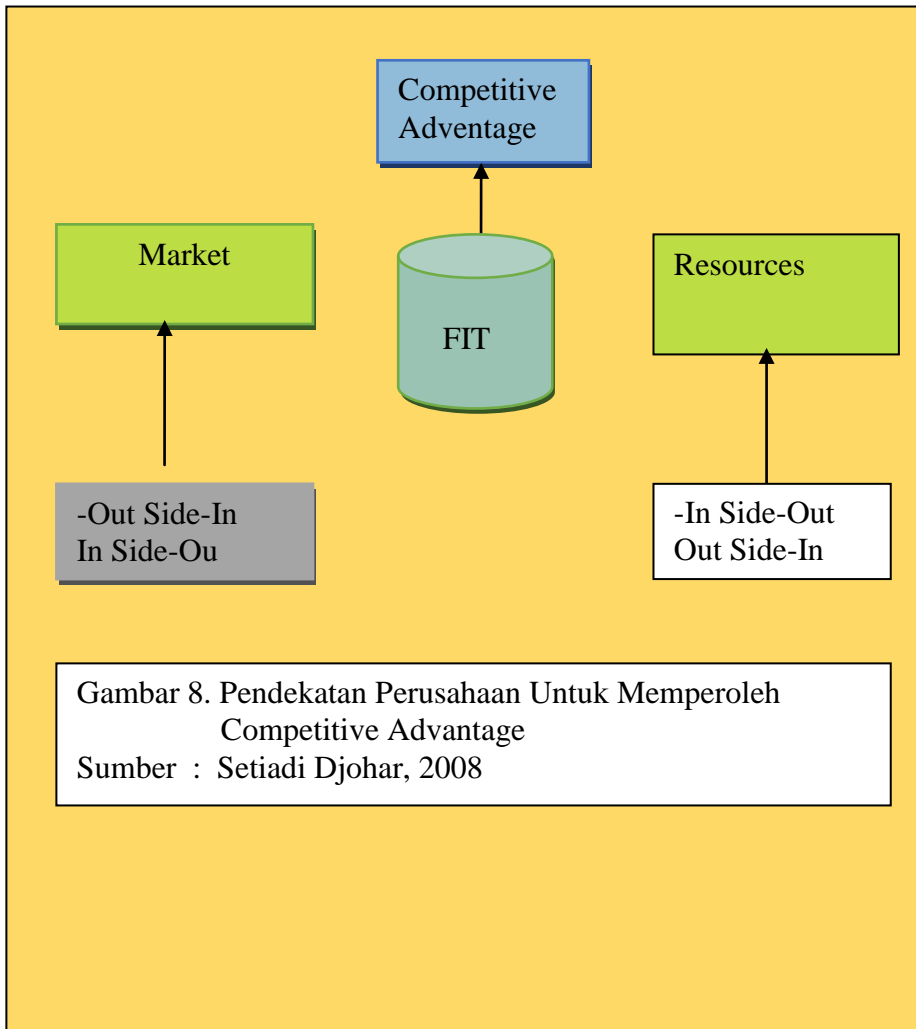 Competitive
Adventage
Market
FIT
Resources
-Out Side-In
In Side-Ou
-In Side-Out
Out Side-In
Gambar 8. Pendekatan Perusahaan Untuk Memperoleh
Competitive Advantage
Sumber : Setiadi Djohar, 2008